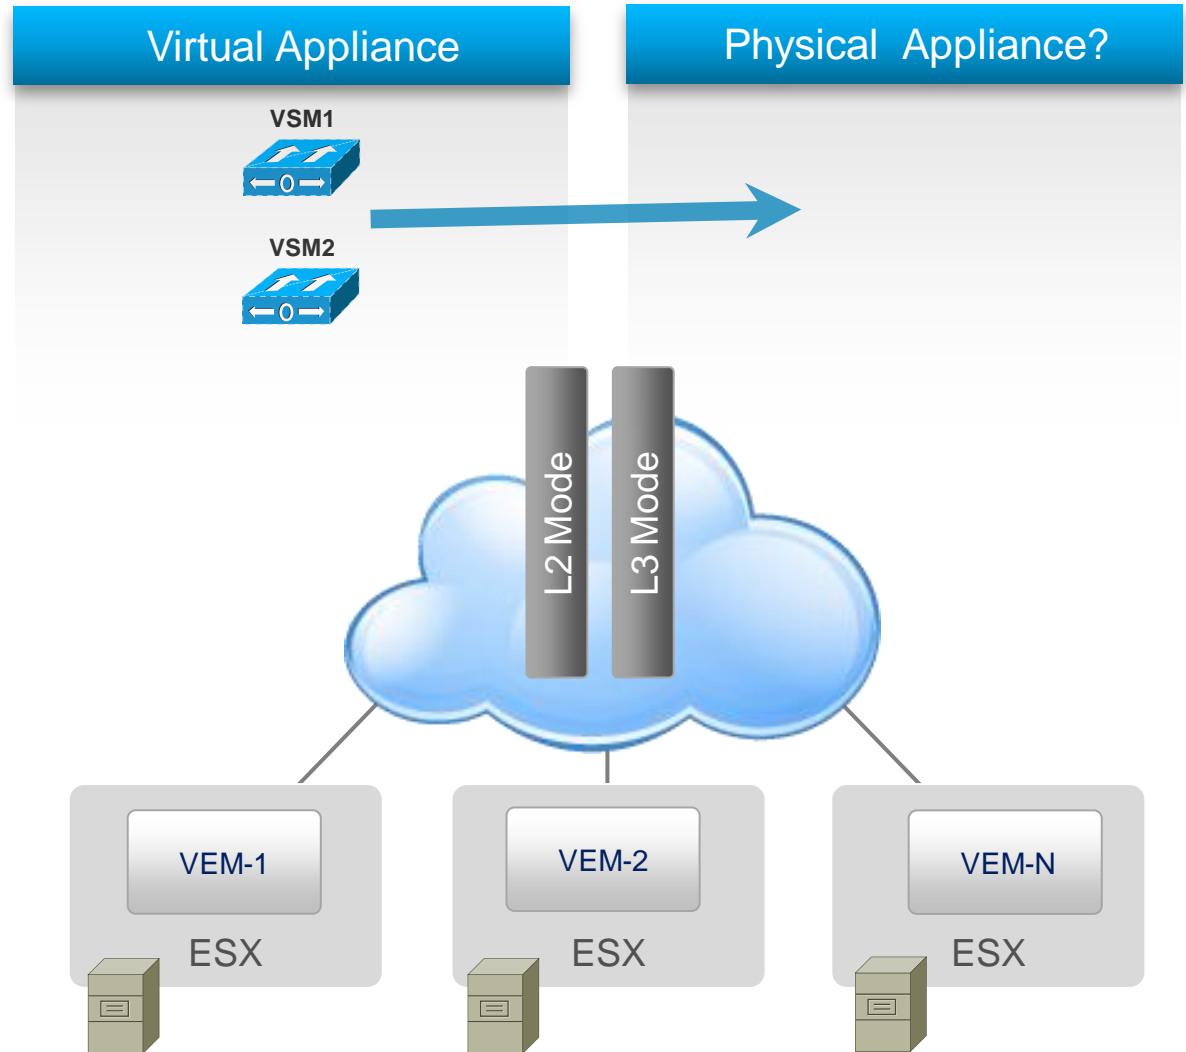 Virtual Appliance
Physical Appliance?
VSM1
VSM2
L2 Mode
L3 Mode
VEM-1
VEM-2
VEM-N
ESX
ESX
ESX